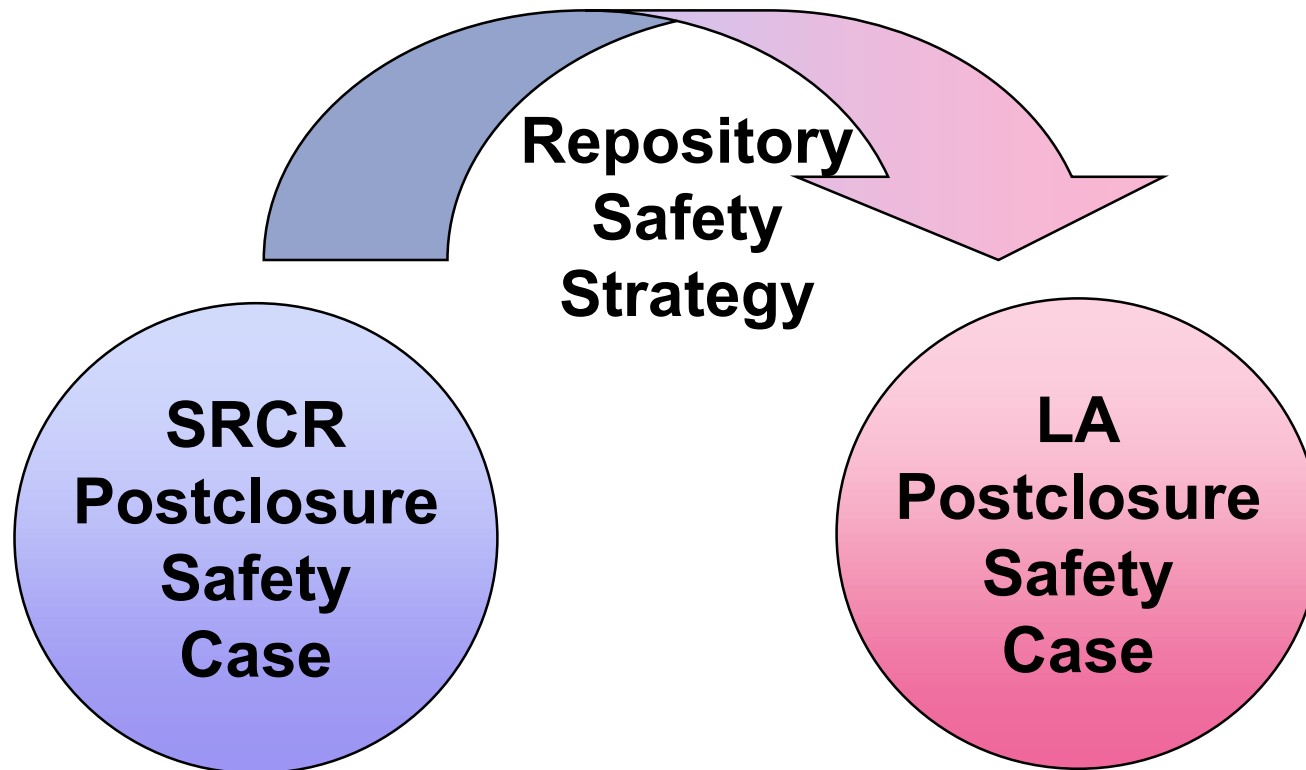 Repository
Safety
Strategy
SRCR
Postclosure
Safety
Case
LA
Postclosure
Safety
Case